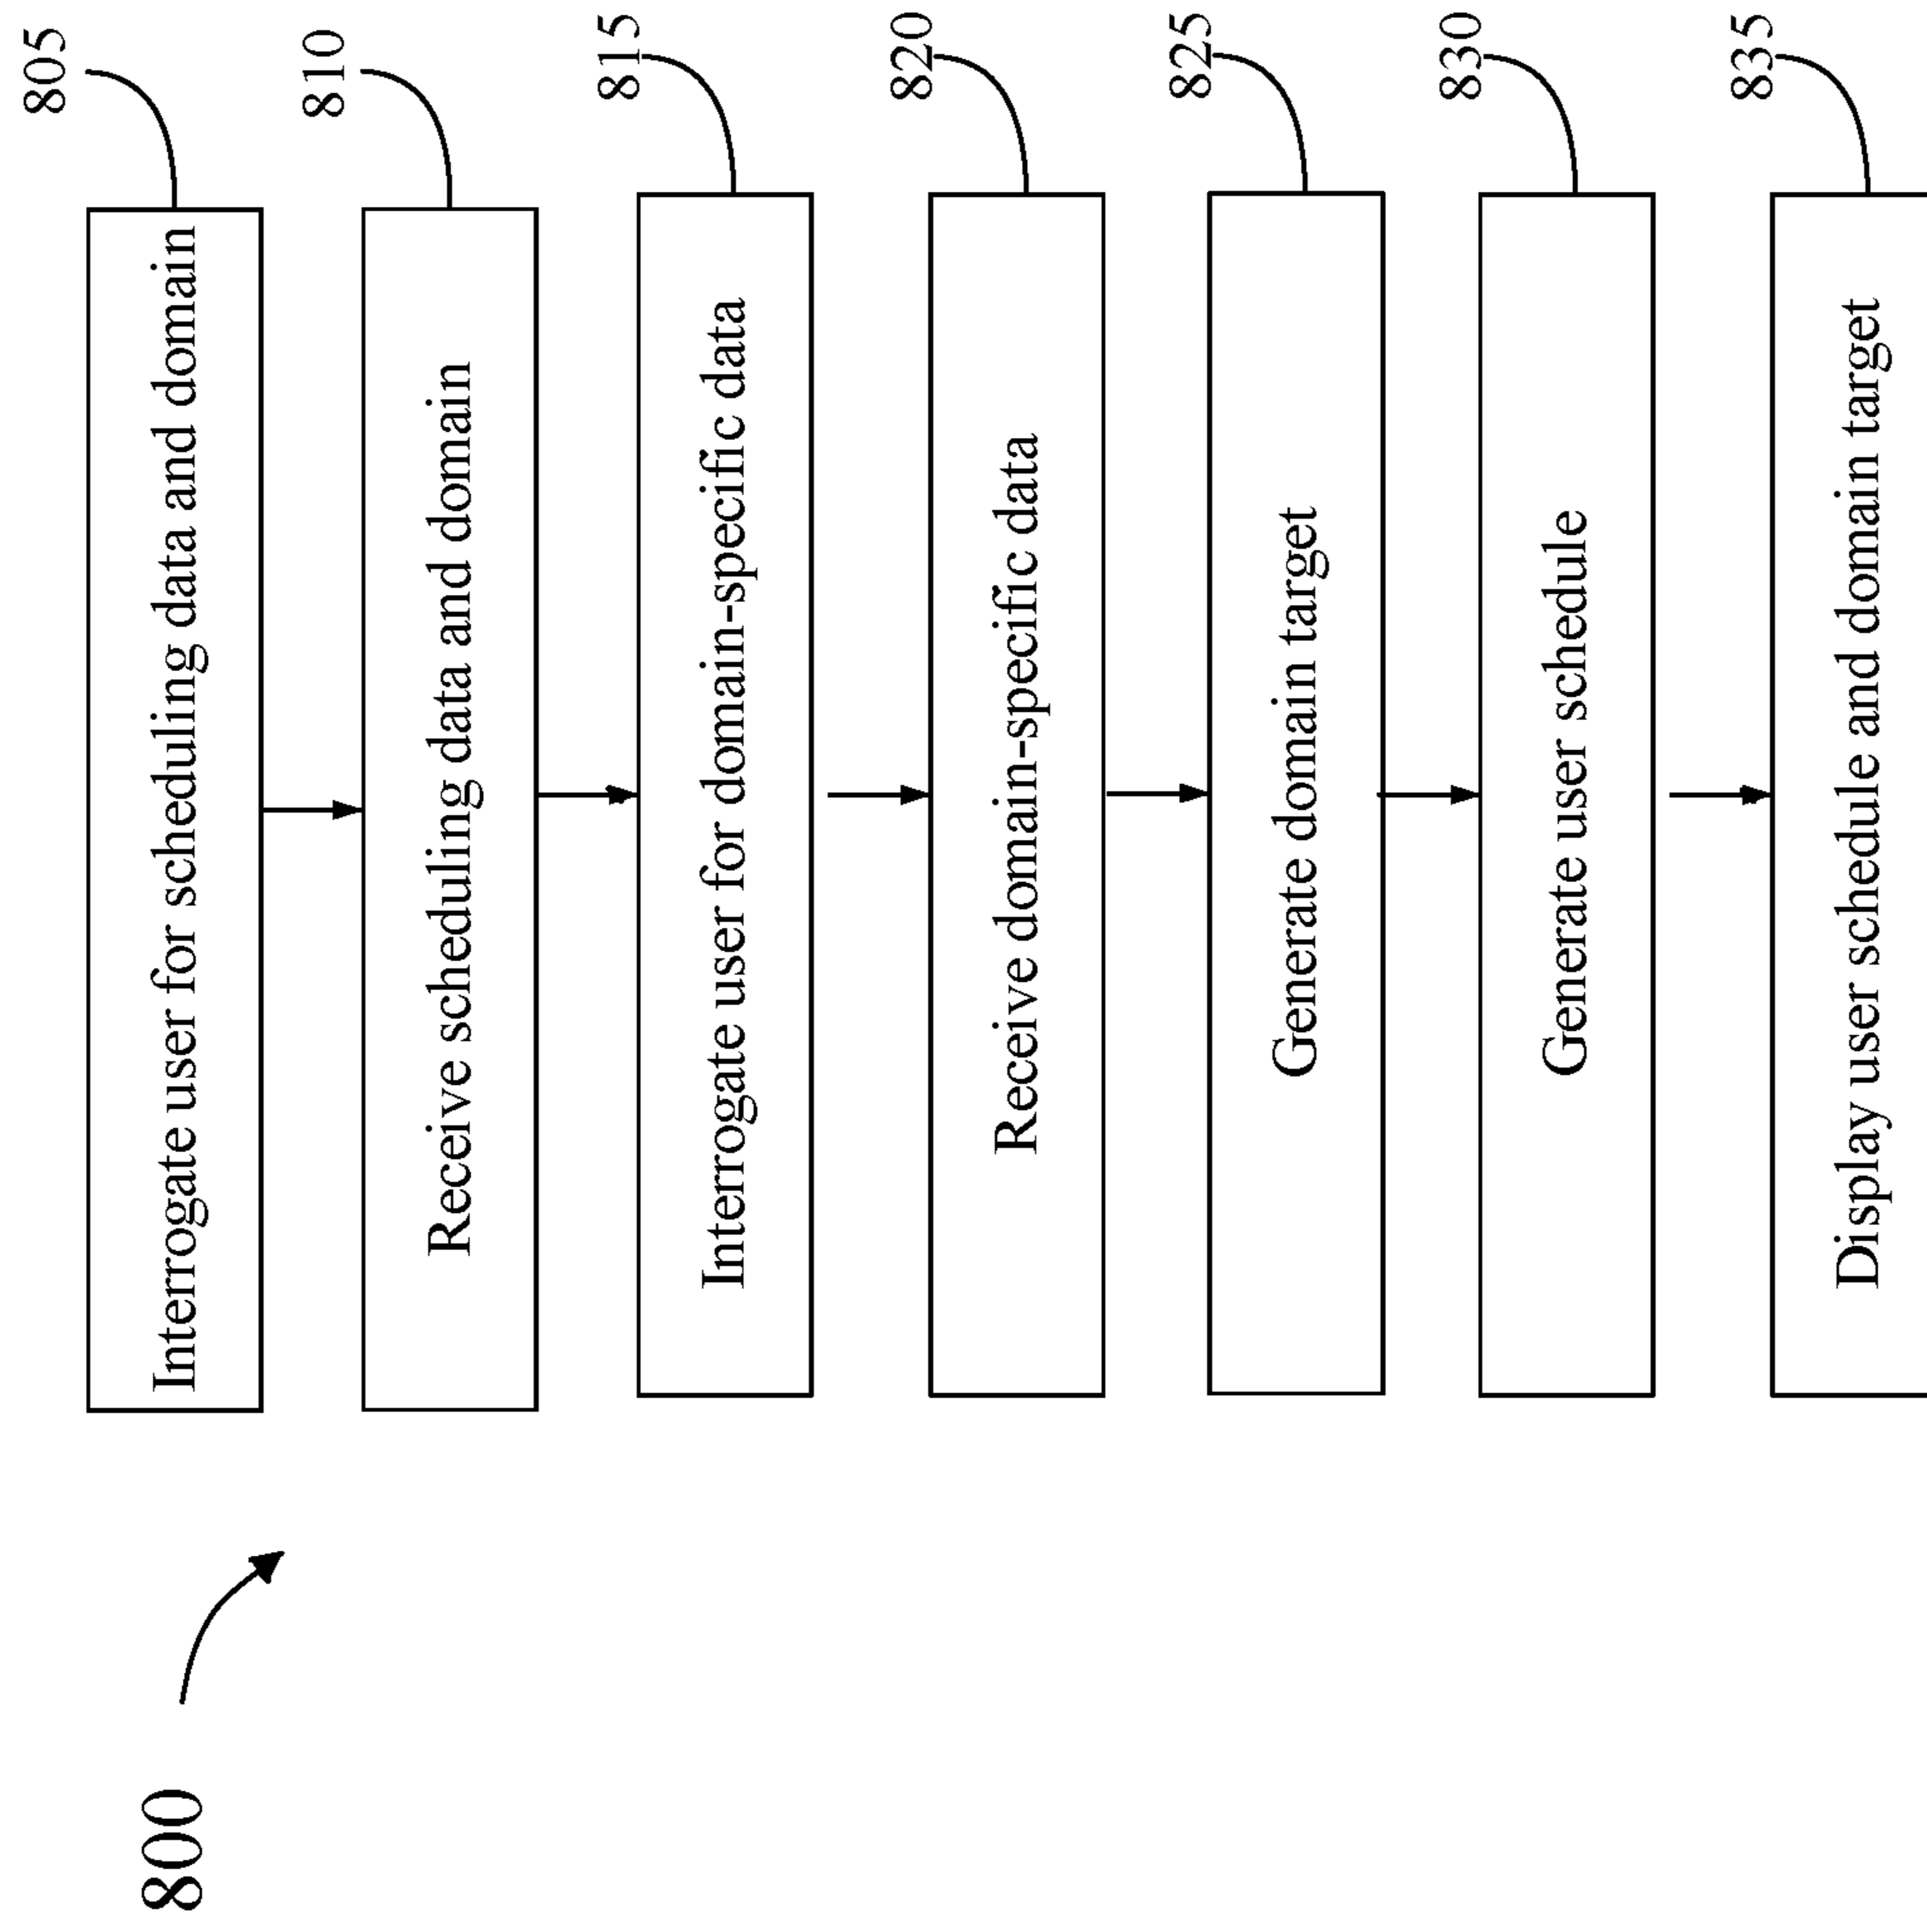 800
805
Interrogate user for scheduling data and domain
810
Receive scheduling data and domain
815
Interrogate user for domain-specific data
820
Receive domain-specific data
825
Generate domain target
830
Generate user schedule
835
Display user schedule and domain target